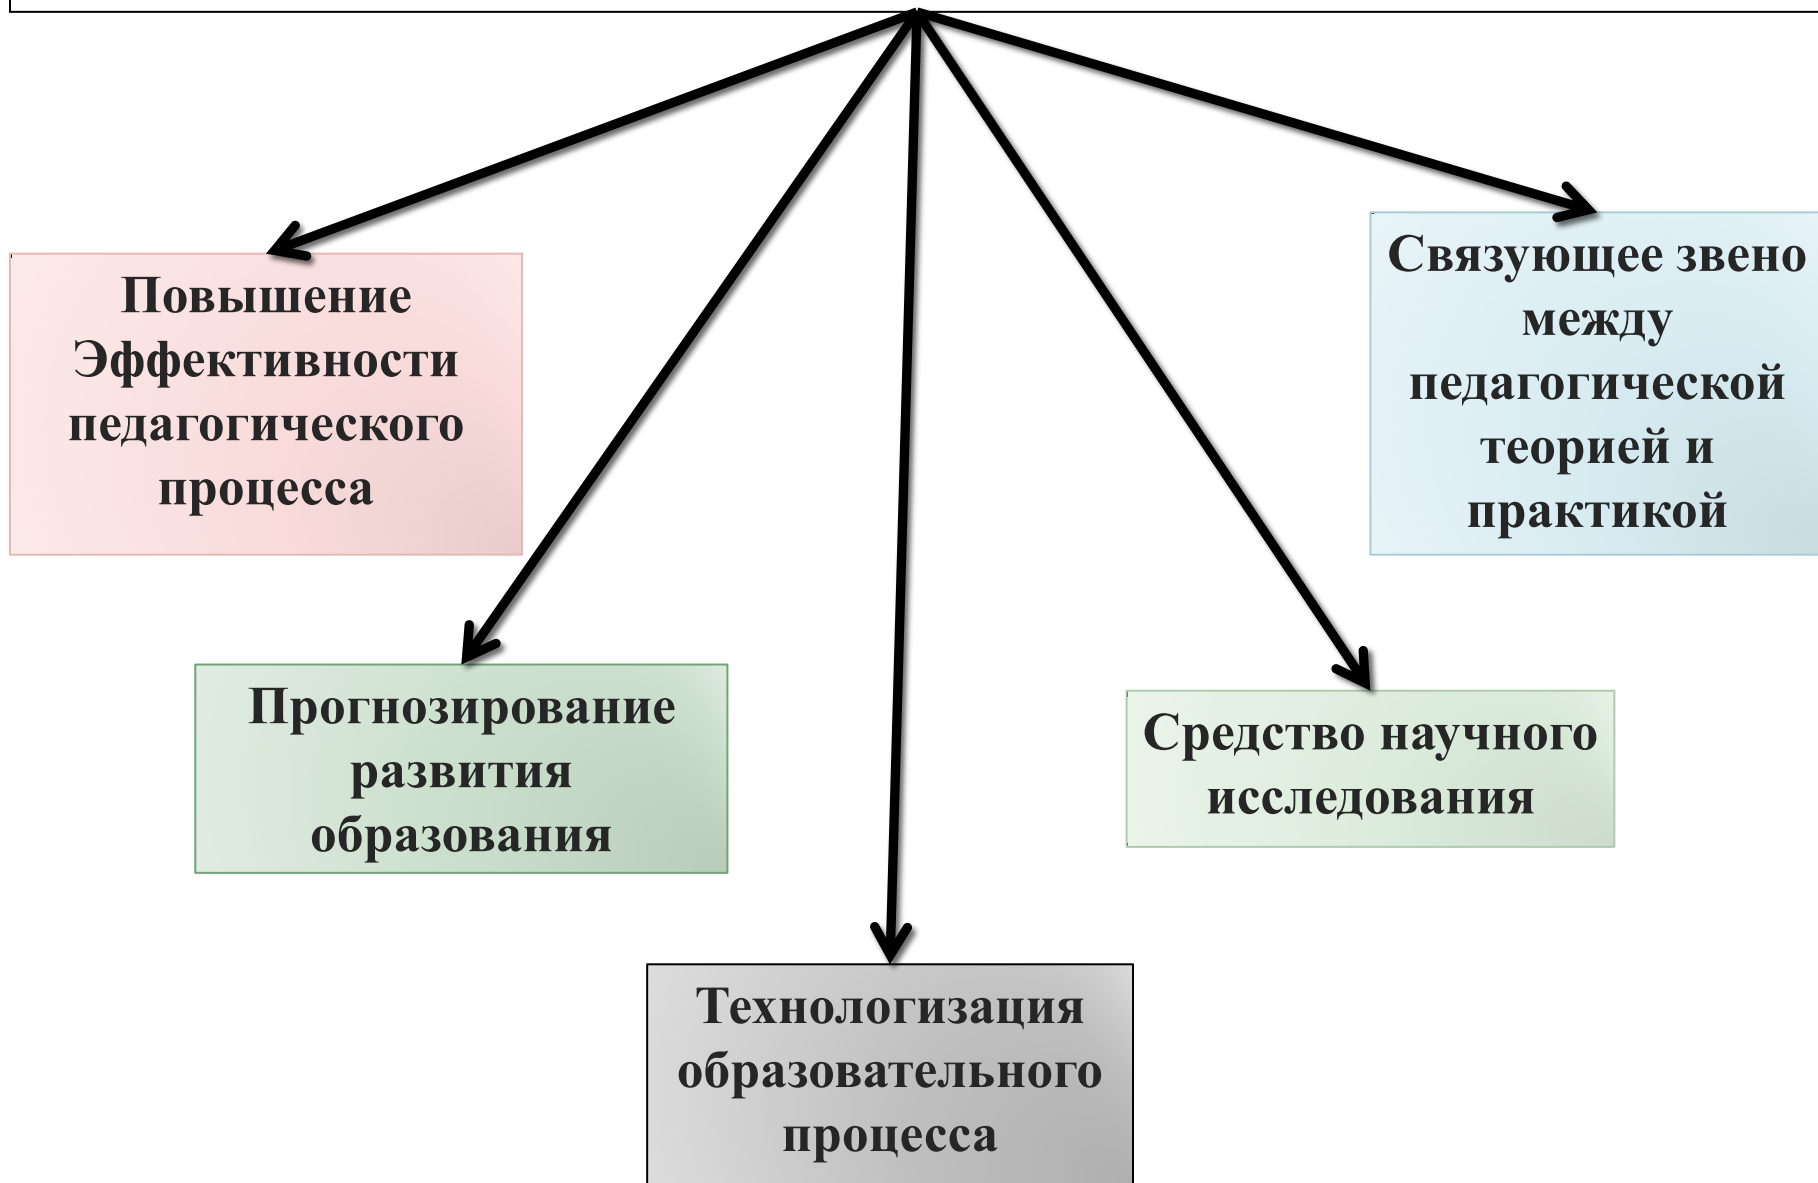 Повышение
Эффективности
педагогического
процесса
Связующее звено
между
педагогической
теорией и
практикой
Прогнозирование
развития
образования
Средство научного
исследования
Технологизация
образовательного
процесса